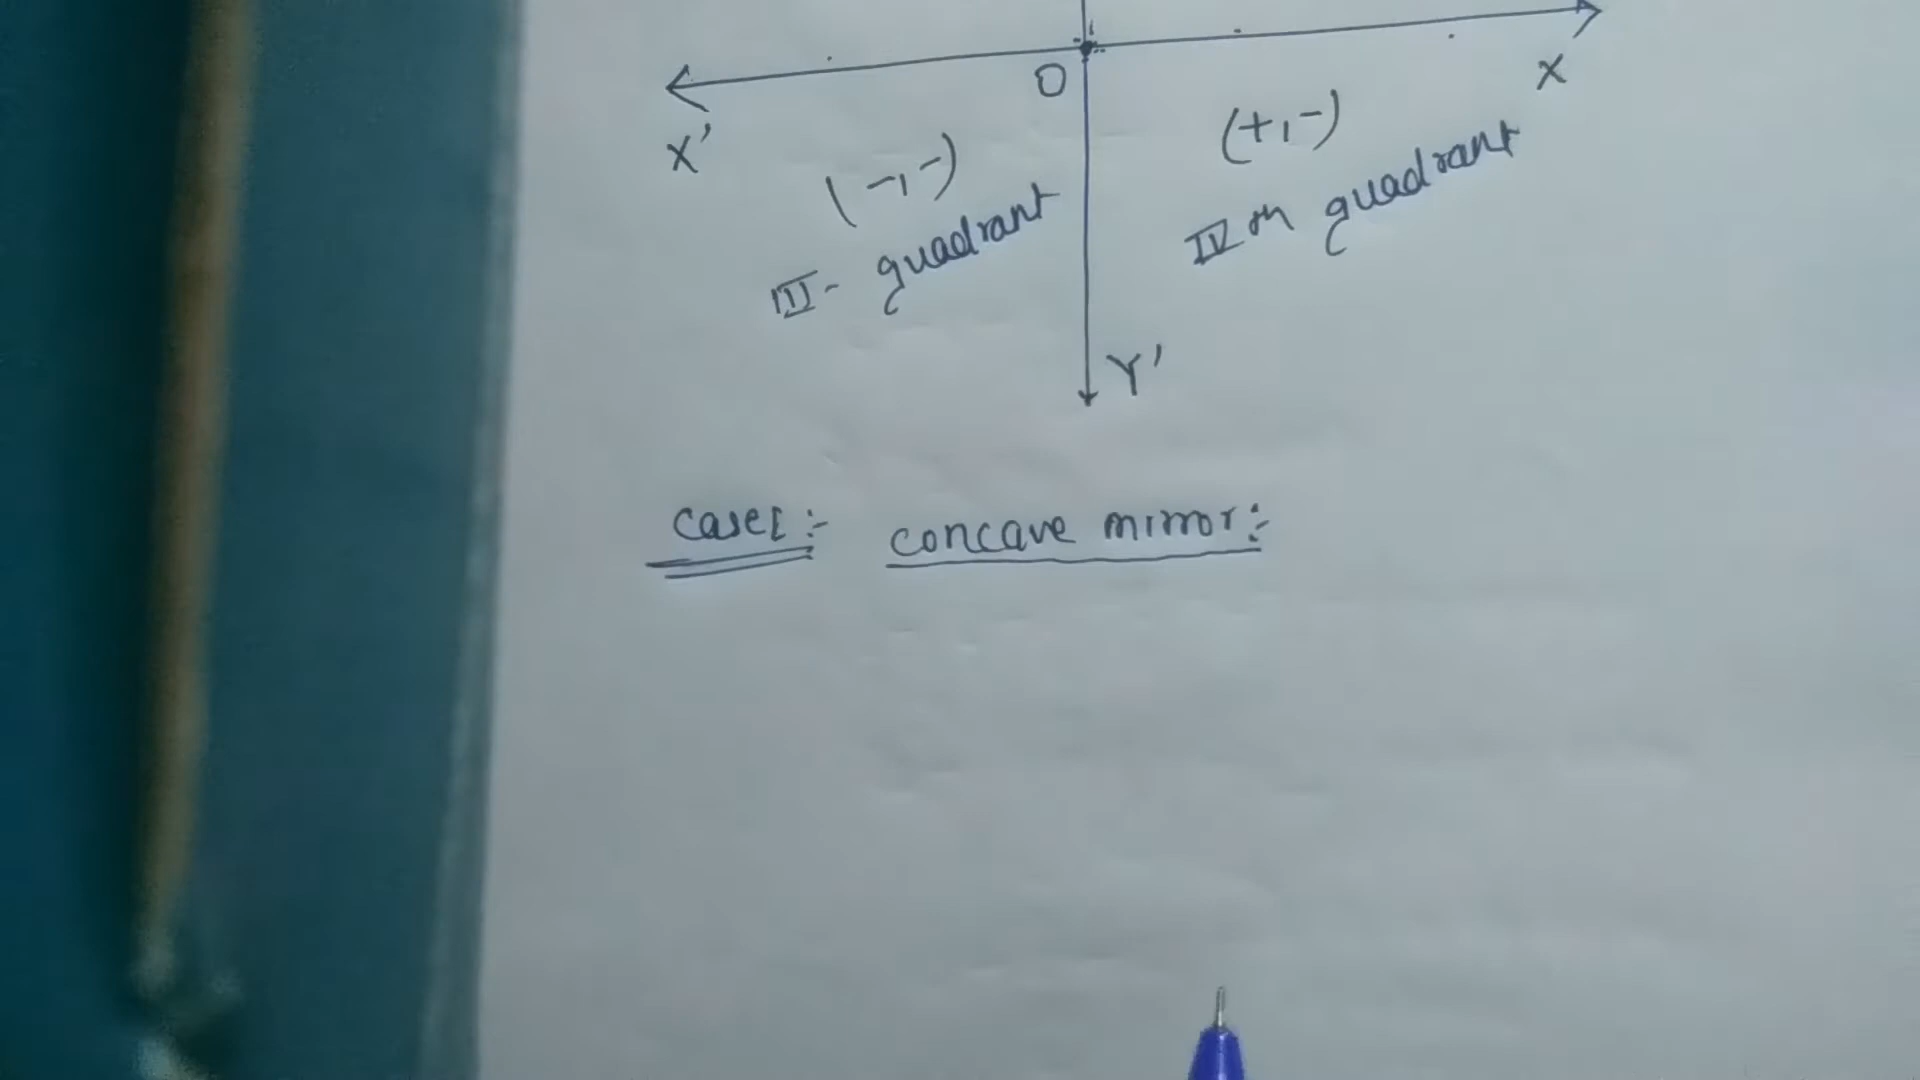 O
X
X'
(-,-)
(+,-)
III- quadrant
IV th quadrant
Y'
Case I :- concave mirror :-